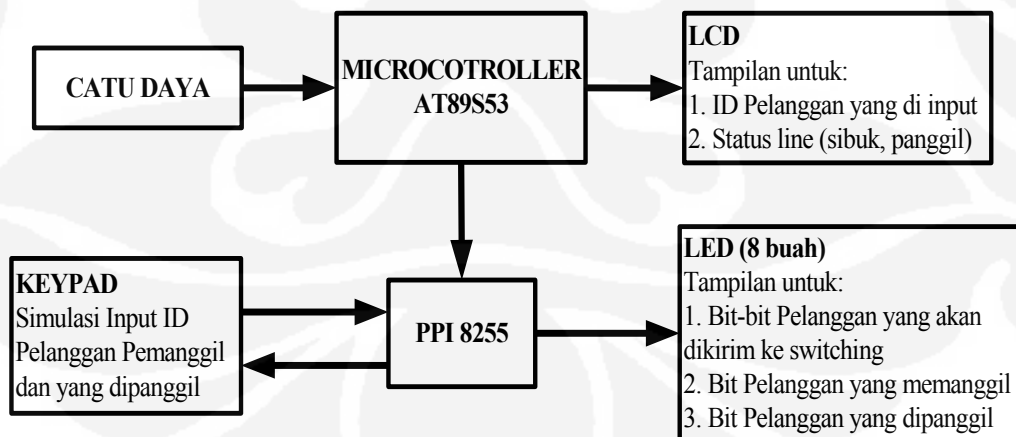 CATU DAYA
MICROCOTROLLER
AT89S53
LCD
Tampilan untuk:
1. ID Pelanggan yang di input
2. Status line (sibuk, panggil)
KEYPAD
Simulasi Input ID
Pelanggan Pemanggil
dan yang dipanggil
PPI 8255
LED (8 buah)
Tampilan untuk:
1. Bit-bit Pelanggan yang akan
dikirim ke switching
2. Bit Pelanggan yang memanggil
3. Bit Pelanggan yang dipanggil